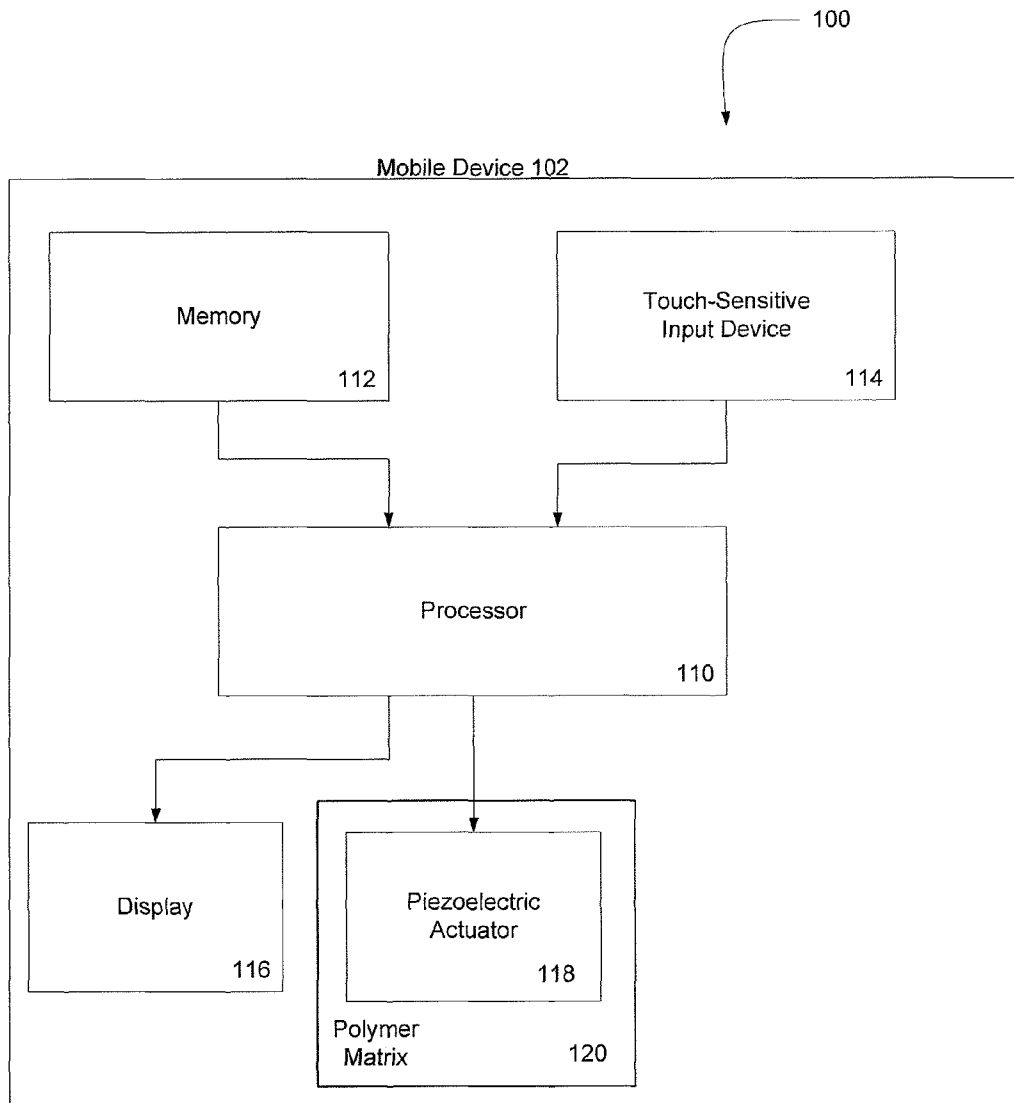 100
Mobile Device 102
Memory
112
Touch-Sensitive
Input Device
114
Processor
110
Display
116
Piezoelectric
Actuator
118
Polymer
Matrix
120